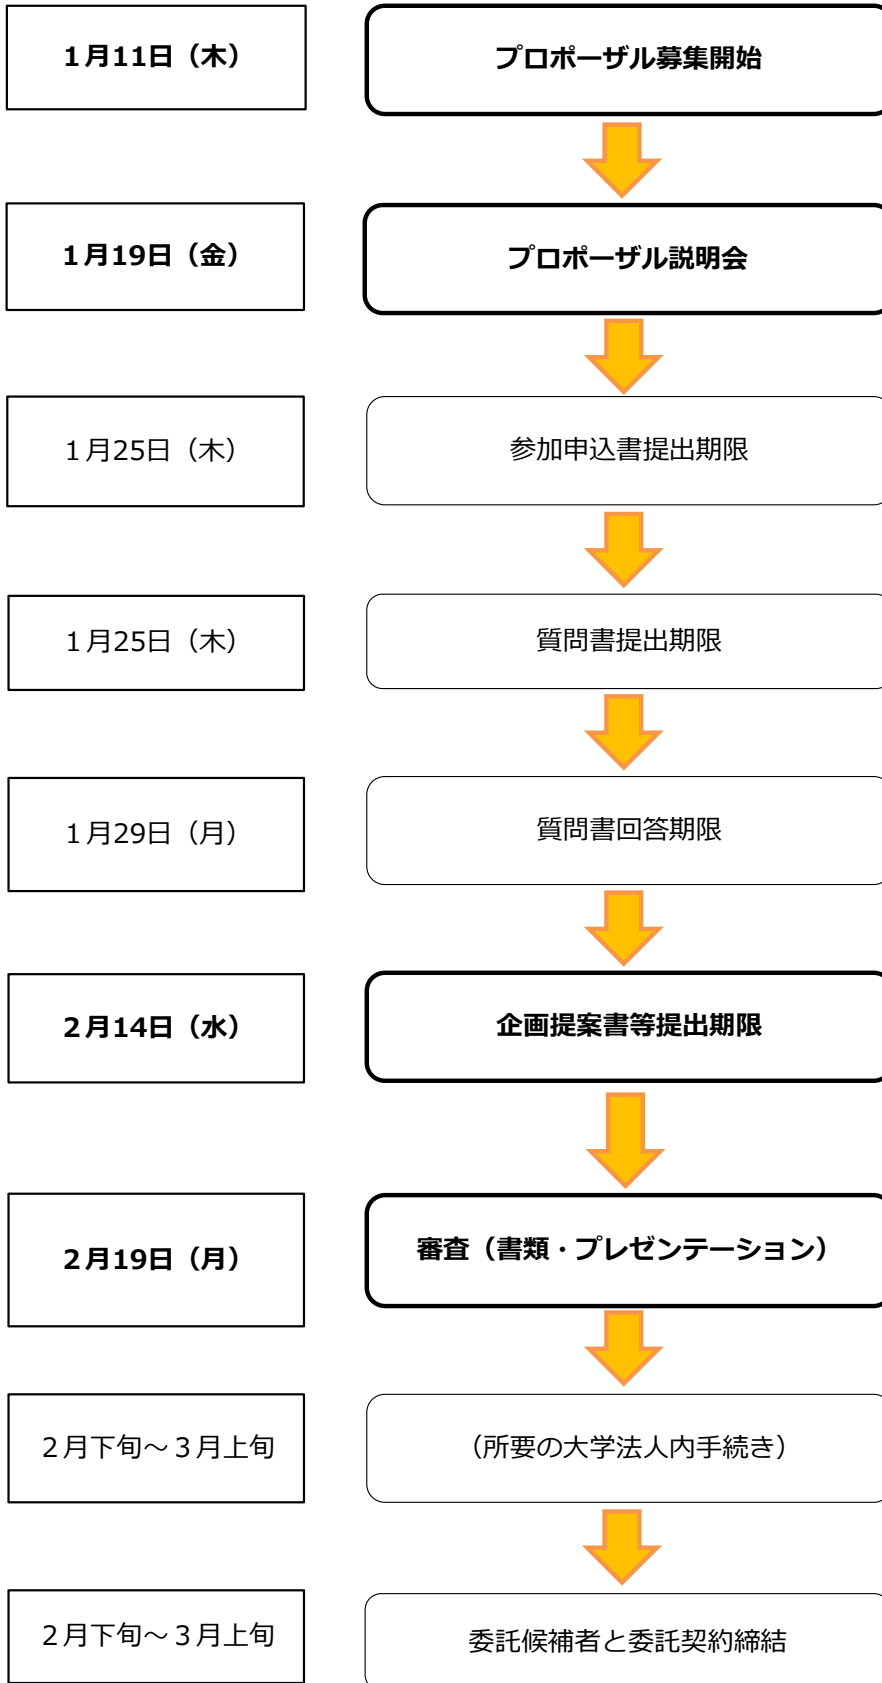 １月11日（木）
プロポーザル募集開始
１月19日（金）
プロポーザル説明会
１月25日（木）
参加申込書提出期限
１月25日（木）
質問書提出期限
１月29日（月）
質問書回答期限
２月14日（水）
企画提案書等提出期限
２月19日（月）
審査（書類・プレゼンテーション）
２月下旬～３月上旬
（所要の大学法人内手続き）
２月下旬～３月上旬
委託候補者と委託契約締結